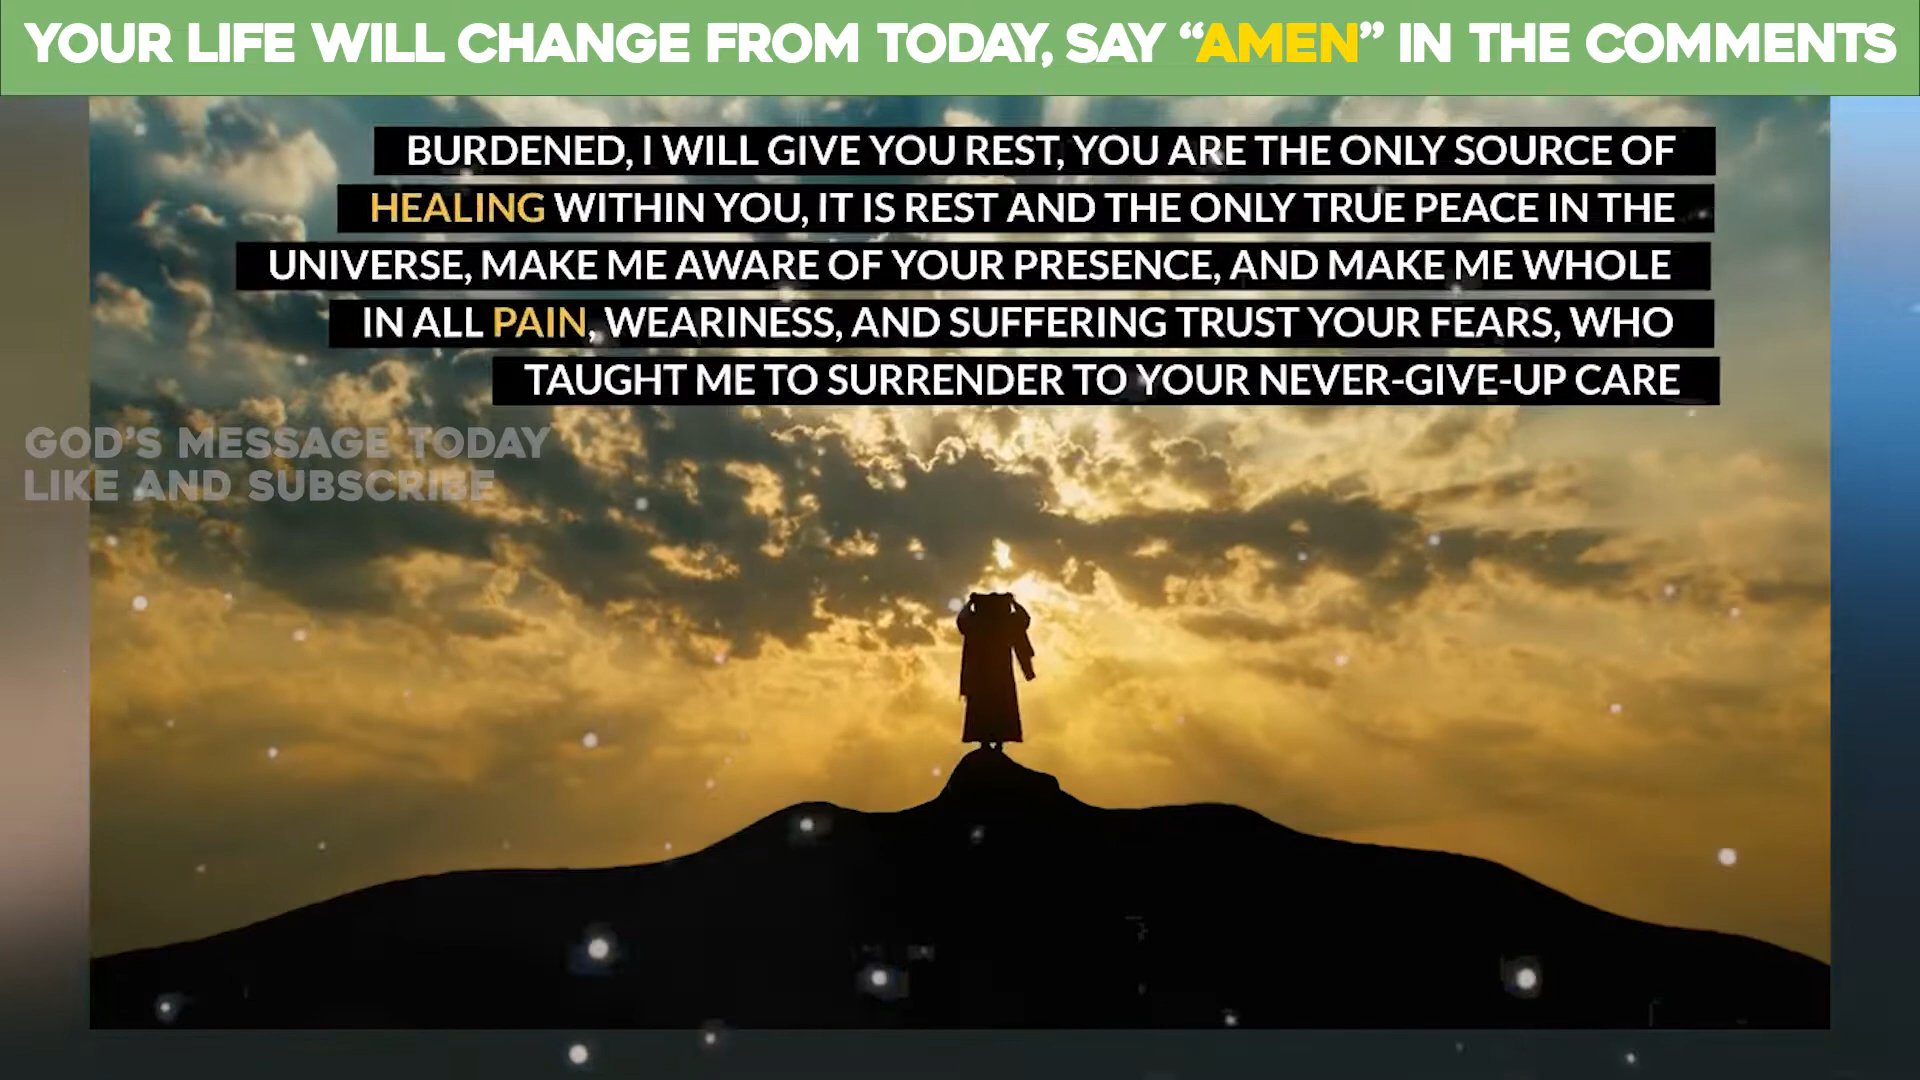 YOUR LIFE WILL CHANGE FROM TODAY, SAY “AMEN” IN THE COMMENTS
BURDENED, I WILL GIVE YOU REST, YOU ARE THE ONLY SOURCE OF
HEALING WITHIN YOU, IT IS REST AND THE ONLY TRUE PEACE IN THE
UNIVERSE, MAKE ME AWARE OF YOUR PRESENCE, AND MAKE ME WHOLE
IN ALL PAIN, WEARINESS, AND SUFFERING TRUST YOUR FEARS, WHO
TAUGHT ME TO SURRENDER TO YOUR NEVER-GIVE-UP CARE
GOD'S MESSAGE TODAY
LIKE AND SUBSCRIBE